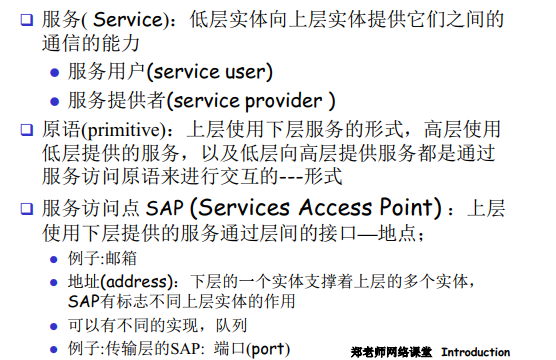 服务( Service)：低层实体向上层实体提供它们之间的
通信的能力
服务用户(service user)
服务提供者(service provider )
原语(primitive)：上层使用下层服务的形式，高层使用
低层提供的服务，以及低层向高层提供服务都是通过
服务访问原语来进行交互的---形式
服务访问点 SAP (Services Access Point) ：上层
使用下层提供的服务通过层间的接口—地点；
例子:邮箱
地址(address)：下层的一个实体支撑着上层的多个实体，
SAP有标志不同上层实体的作用
可以有不同的实现，队列
例子:传输层的SAP: 端口(port)
郑老师网络课堂 Introduction